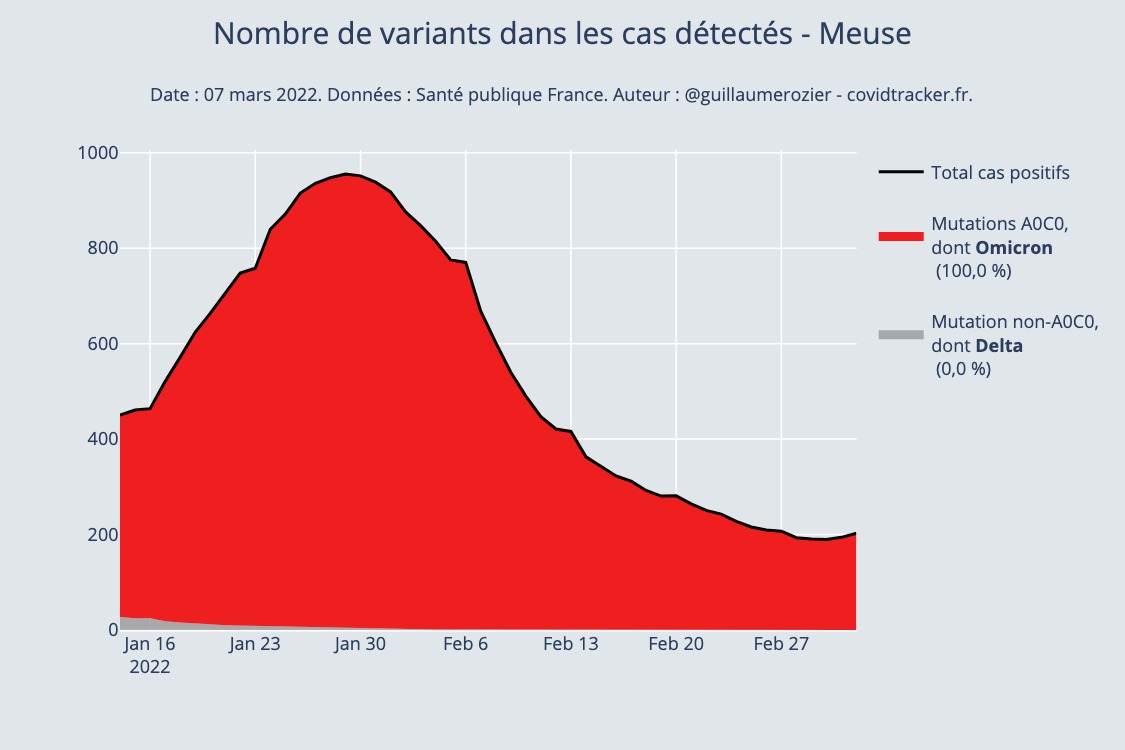 Nombre de variants dans les cas détectés - Meuse
Date : 07 mars 2022. Données : Santé publique France. Auteur : @guillaumerozier - covidtracker.fr.
1000
800
600
400
200
0
Jan 16
2022
Jan 23
Jan 30
Feb 6
Feb 13
Feb 20
Feb 27
Total cas positifs
Mutations A0C0,
dont Omicron
(100,0 %)
Mutation non-A0C0,
dont Delta
(0,0 %)